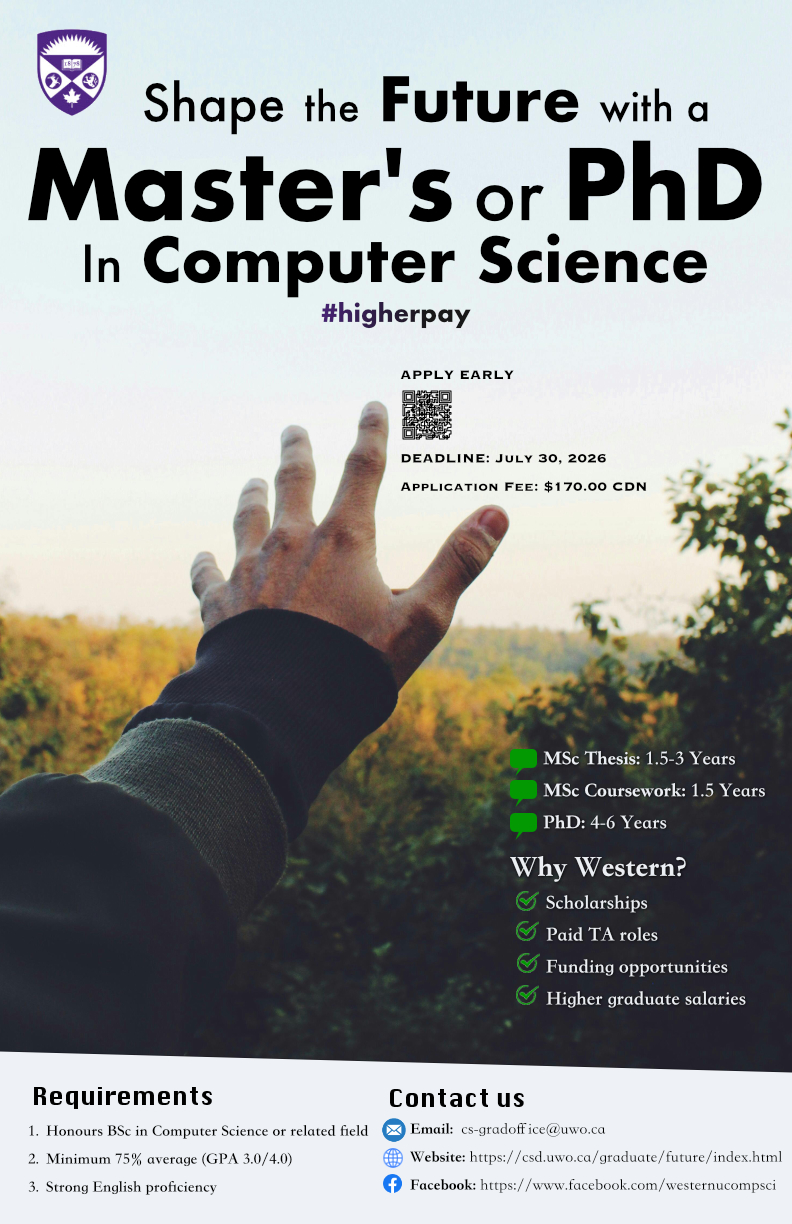 1878
Shape the Future with a
Master's or PhD
In Computer Science
#higherpay
APPLY EARLY
DEADLINE: JULY 30, 2026
APPLICATION FEE: $170.00 CDN
MSc Thesis: 1.5-3 Years
MSc Coursework: 1.5 Years
PhD: 4-6 Years
Why Western?
Scholarships
Paid TA roles
Funding opportunities
Higher graduate salaries
Requirements
1. Honours BSc in Computer Science or related field
2. Minimum 75% average (GPA 3.0/4.0)
3. Strong English proficiency
Contact us
Email: cs-gradoffice@uwo.ca
Website: https://csd.uwo.ca/graduate/future/index.html
Facebook: https://www.facebook.com/westernucompsci